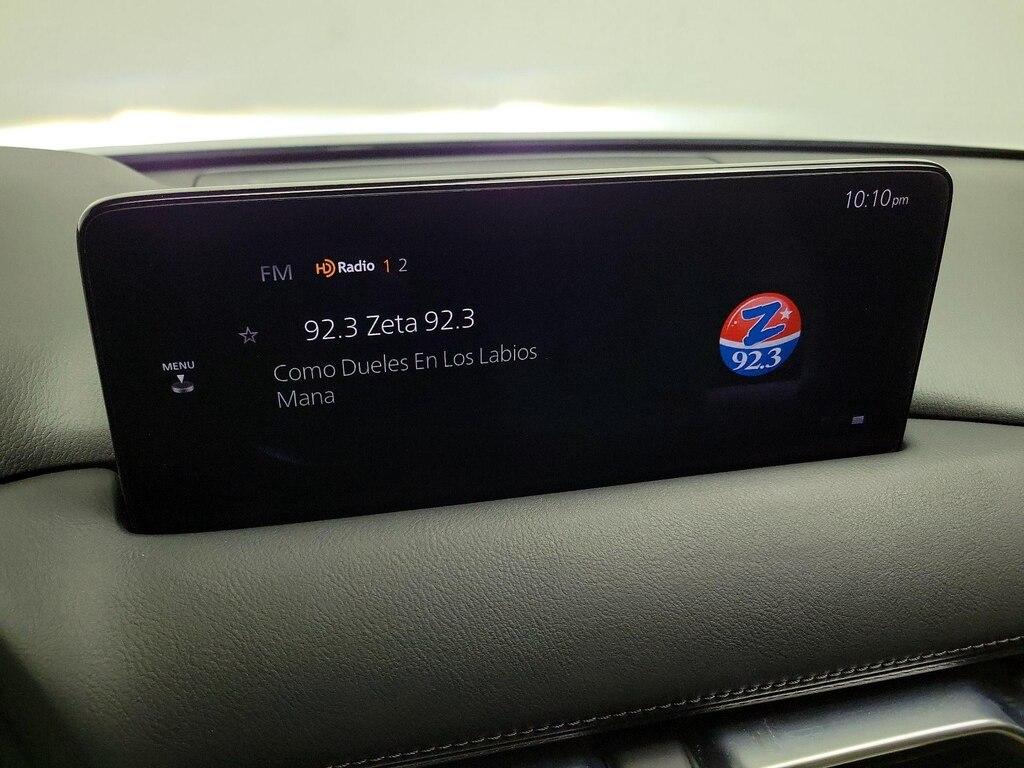 10:10pm
FM HD Radio 1 2
92.3 Zeta 92.3
Como Dueles En Los Labios
Mana
MENU
Z
92.3